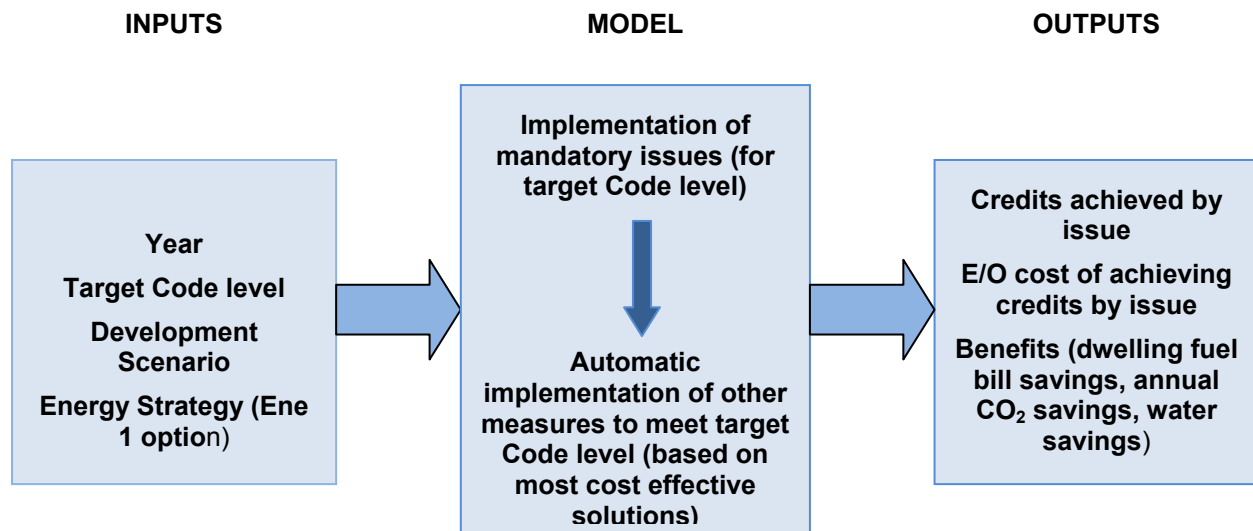 INPUTS
MODEL
OUTPUTS
Year
Target Code level
Development
Scenario
Energy Strategy (Ene
1 option)
Implementation of
mandatory issues (for
target Code level)
Automatic
implementation of other
measures to meet target
Code level (based on
most cost effective
solutions)
Credits achieved by
issue
E/O cost of achieving
credits by issue
Benefits (dwelling fuel
bill savings, annual
CO₂ savings, water
savings)